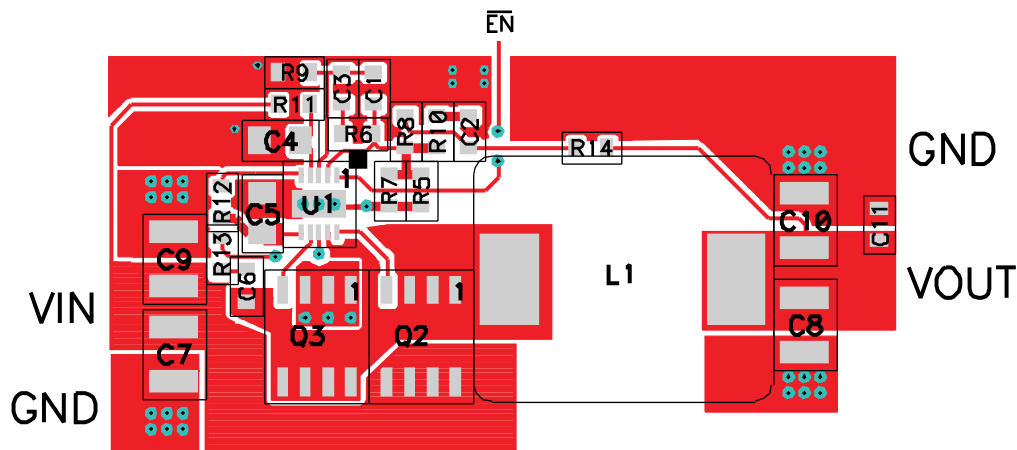 EN
R9
C3
C1
R11
R8
R10
C2
C4
R6
R14
GND
1
R12
C5
U1
R7
R5
C10
C11
R13
C9
C6
L1
VOUT
VIN
1
1
Q3
Q2
C7
C8
GND